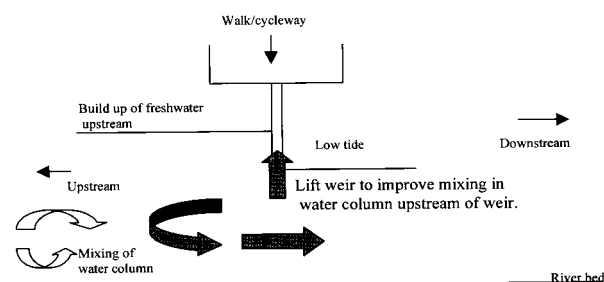 Walk/cycleway
Build up of freshwater
upstream
Low tide
Downstream
Upstream
Lift weir to improve mixing in
water column upstream of weir.
Mixing of
water column
River bed